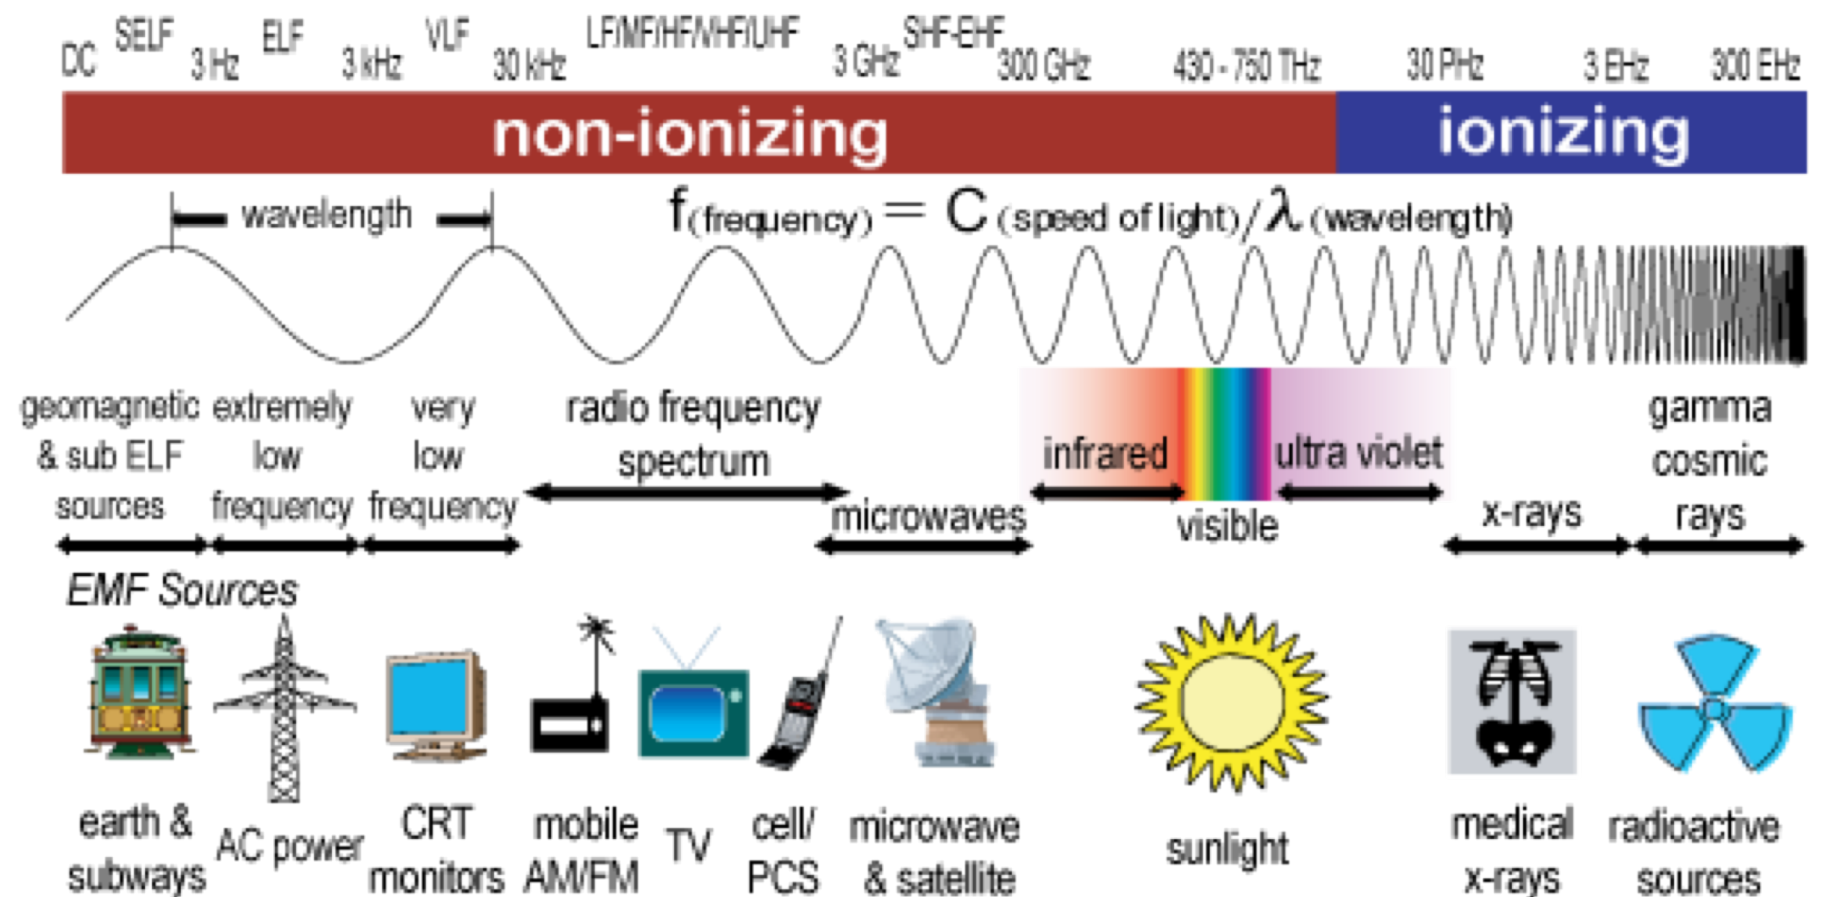 DC SELF 3 Hz ELF 3 kHz VLF 30 kHz LF/MF/HF/VHF/UHF 3 GHz SHF-EHF 300 GHz 430 - 750 THz 30 PHz 3 EHz 300 EHz
non-ionizing ionizing
wavelength
f(frequency) = C (speed of light)/λ (wavelength)
geomagnetic
& sub ELF
sources
extremely
low
frequency
very
low
frequency
radio frequency
spectrum
microwaves
infrared
visible
ultra violet
x-rays
gamma
cosmic
rays
EMF Sources
earth &
subways
AC power
CRT
monitors
mobile
AM/FM
TV
cell/
PCS
microwave
& satellite
sunlight
medical
x-rays
radioactive
sources